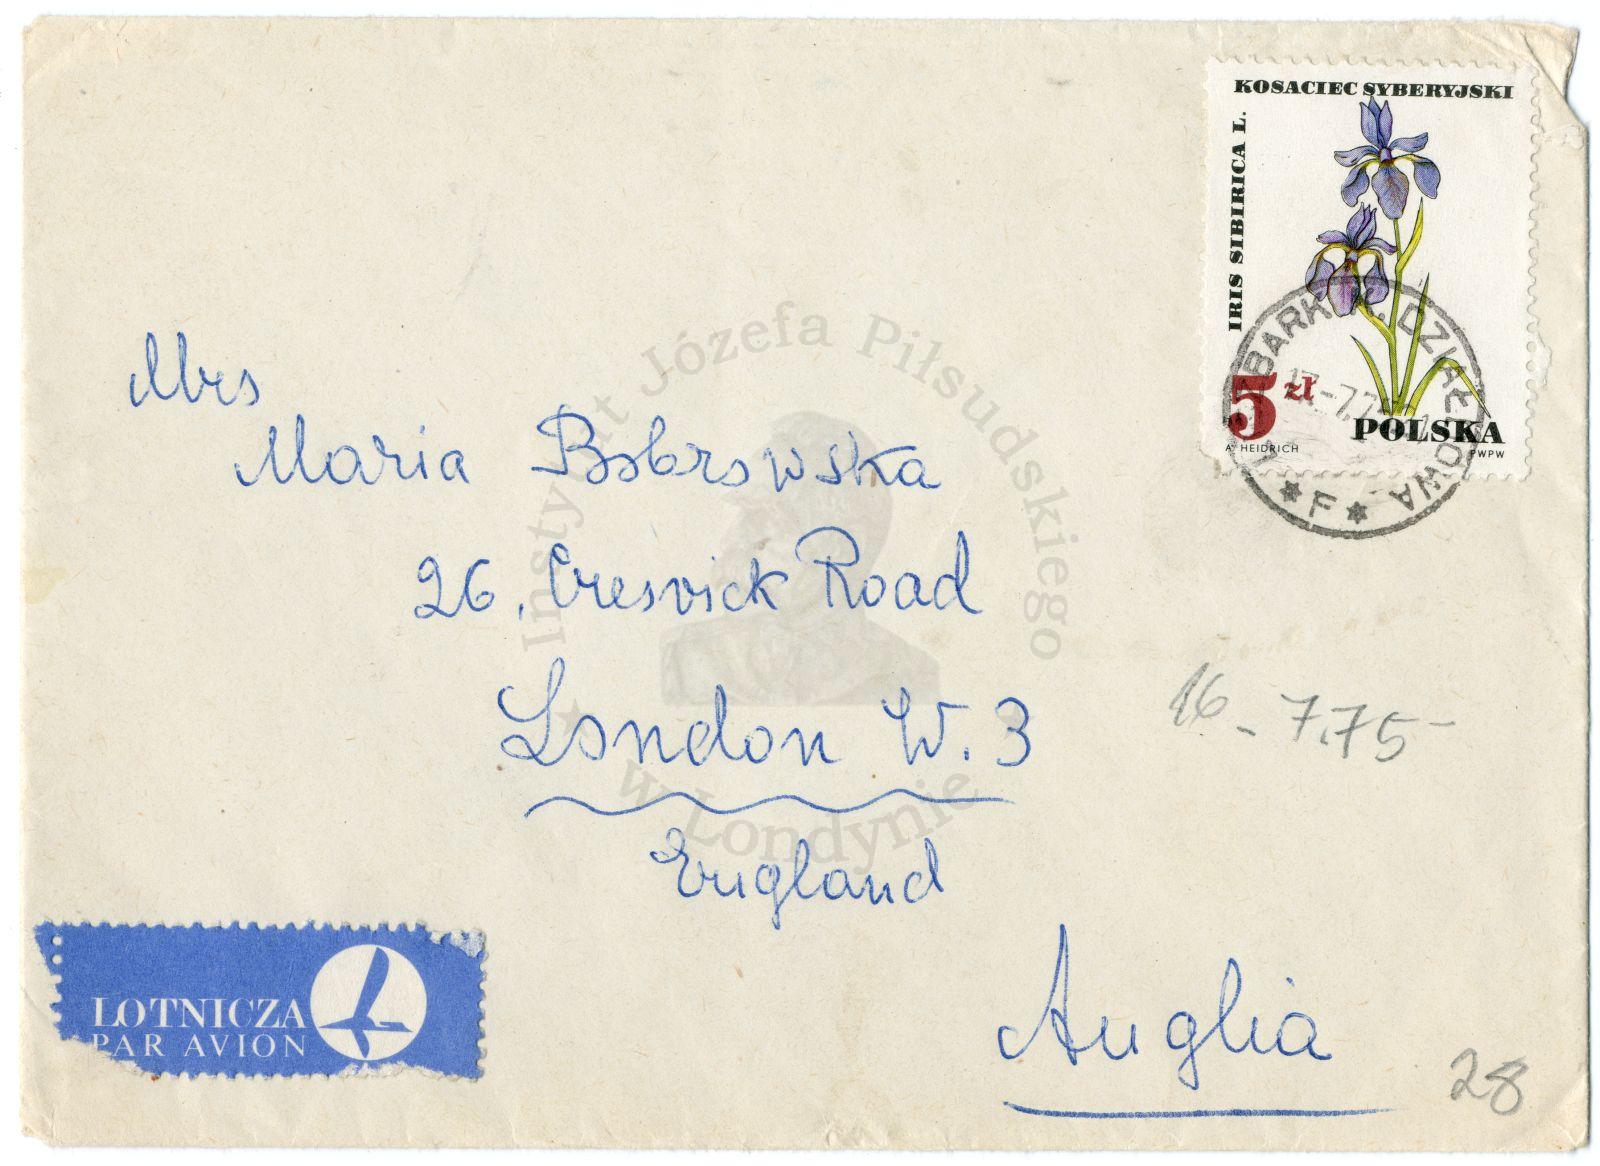 KOSACIEC SYBERYJSKI
IRIS SIBIRICA L.
5 zł
POLSKA
A. HEIDRICH
PWPW
DZIAŁDOWA
* F *
Instytut Józefa Piłsudskiego
w Londynie
Mrs
Maria Bobrowska
26, Cresvick Road
London W. 3
England
Anglia
16 - 7.75 -
28
LOTNICZA
PAR AVION